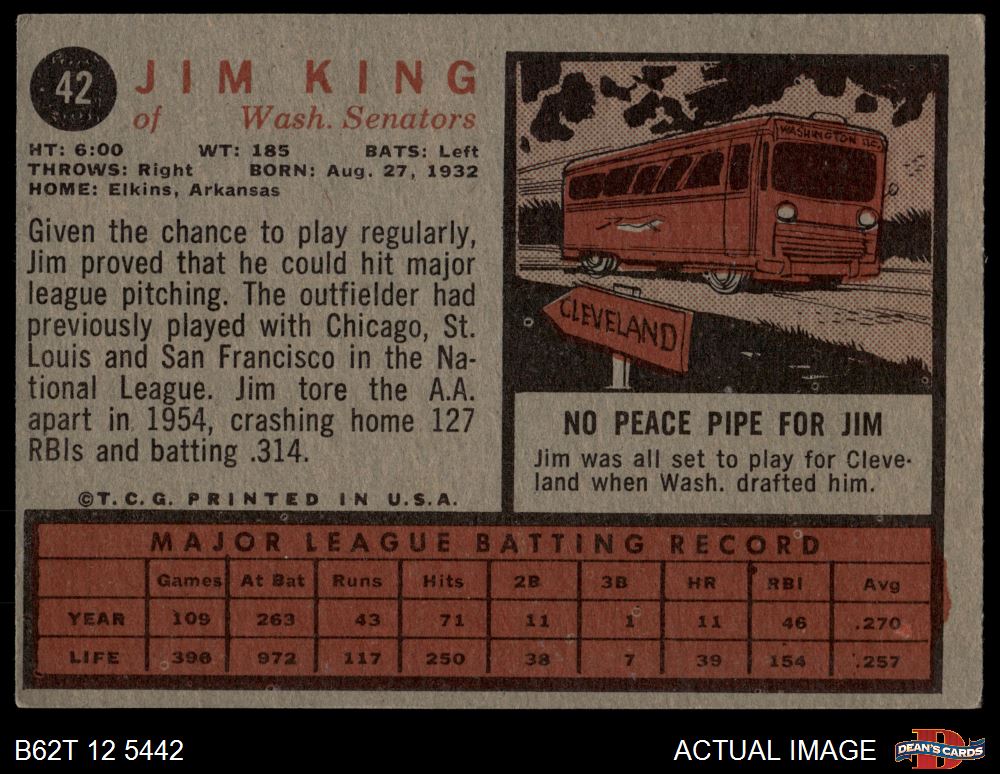 42
JIM KING
of Wash. Senators
HT: 6:00 WT: 185 BATS: Left
THROWS: Right BORN: Aug. 27, 1932
HOME: Elkins, Arkansas
Given the chance to play regularly,
Jim proved that he could hit major
league pitching. The outfielder had
previously played with Chicago, St.
Louis and San Francisco in the Na-
tional League. Jim tore the A.A.
apart in 1954, crashing home 127
RBIs and batting .314.
©T.C.G. PRINTED IN U.S.A.
WASHINGTON
CLEVELAND
NO PEACE PIPE FOR JIM
Jim was all set to play for Cleve-
land when Wash. drafted him.
MAJOR LEAGUE BATTING RECORD
Games At Bat Runs Hits 2B 3B HR RBI Avg
YEAR 109 263 43 71 11 1 11 46 .270
LIFE 396 972 117 250 38 7 39 154 .257
B62T 12 5442
ACTUAL IMAGE
DEAN'S CARDS